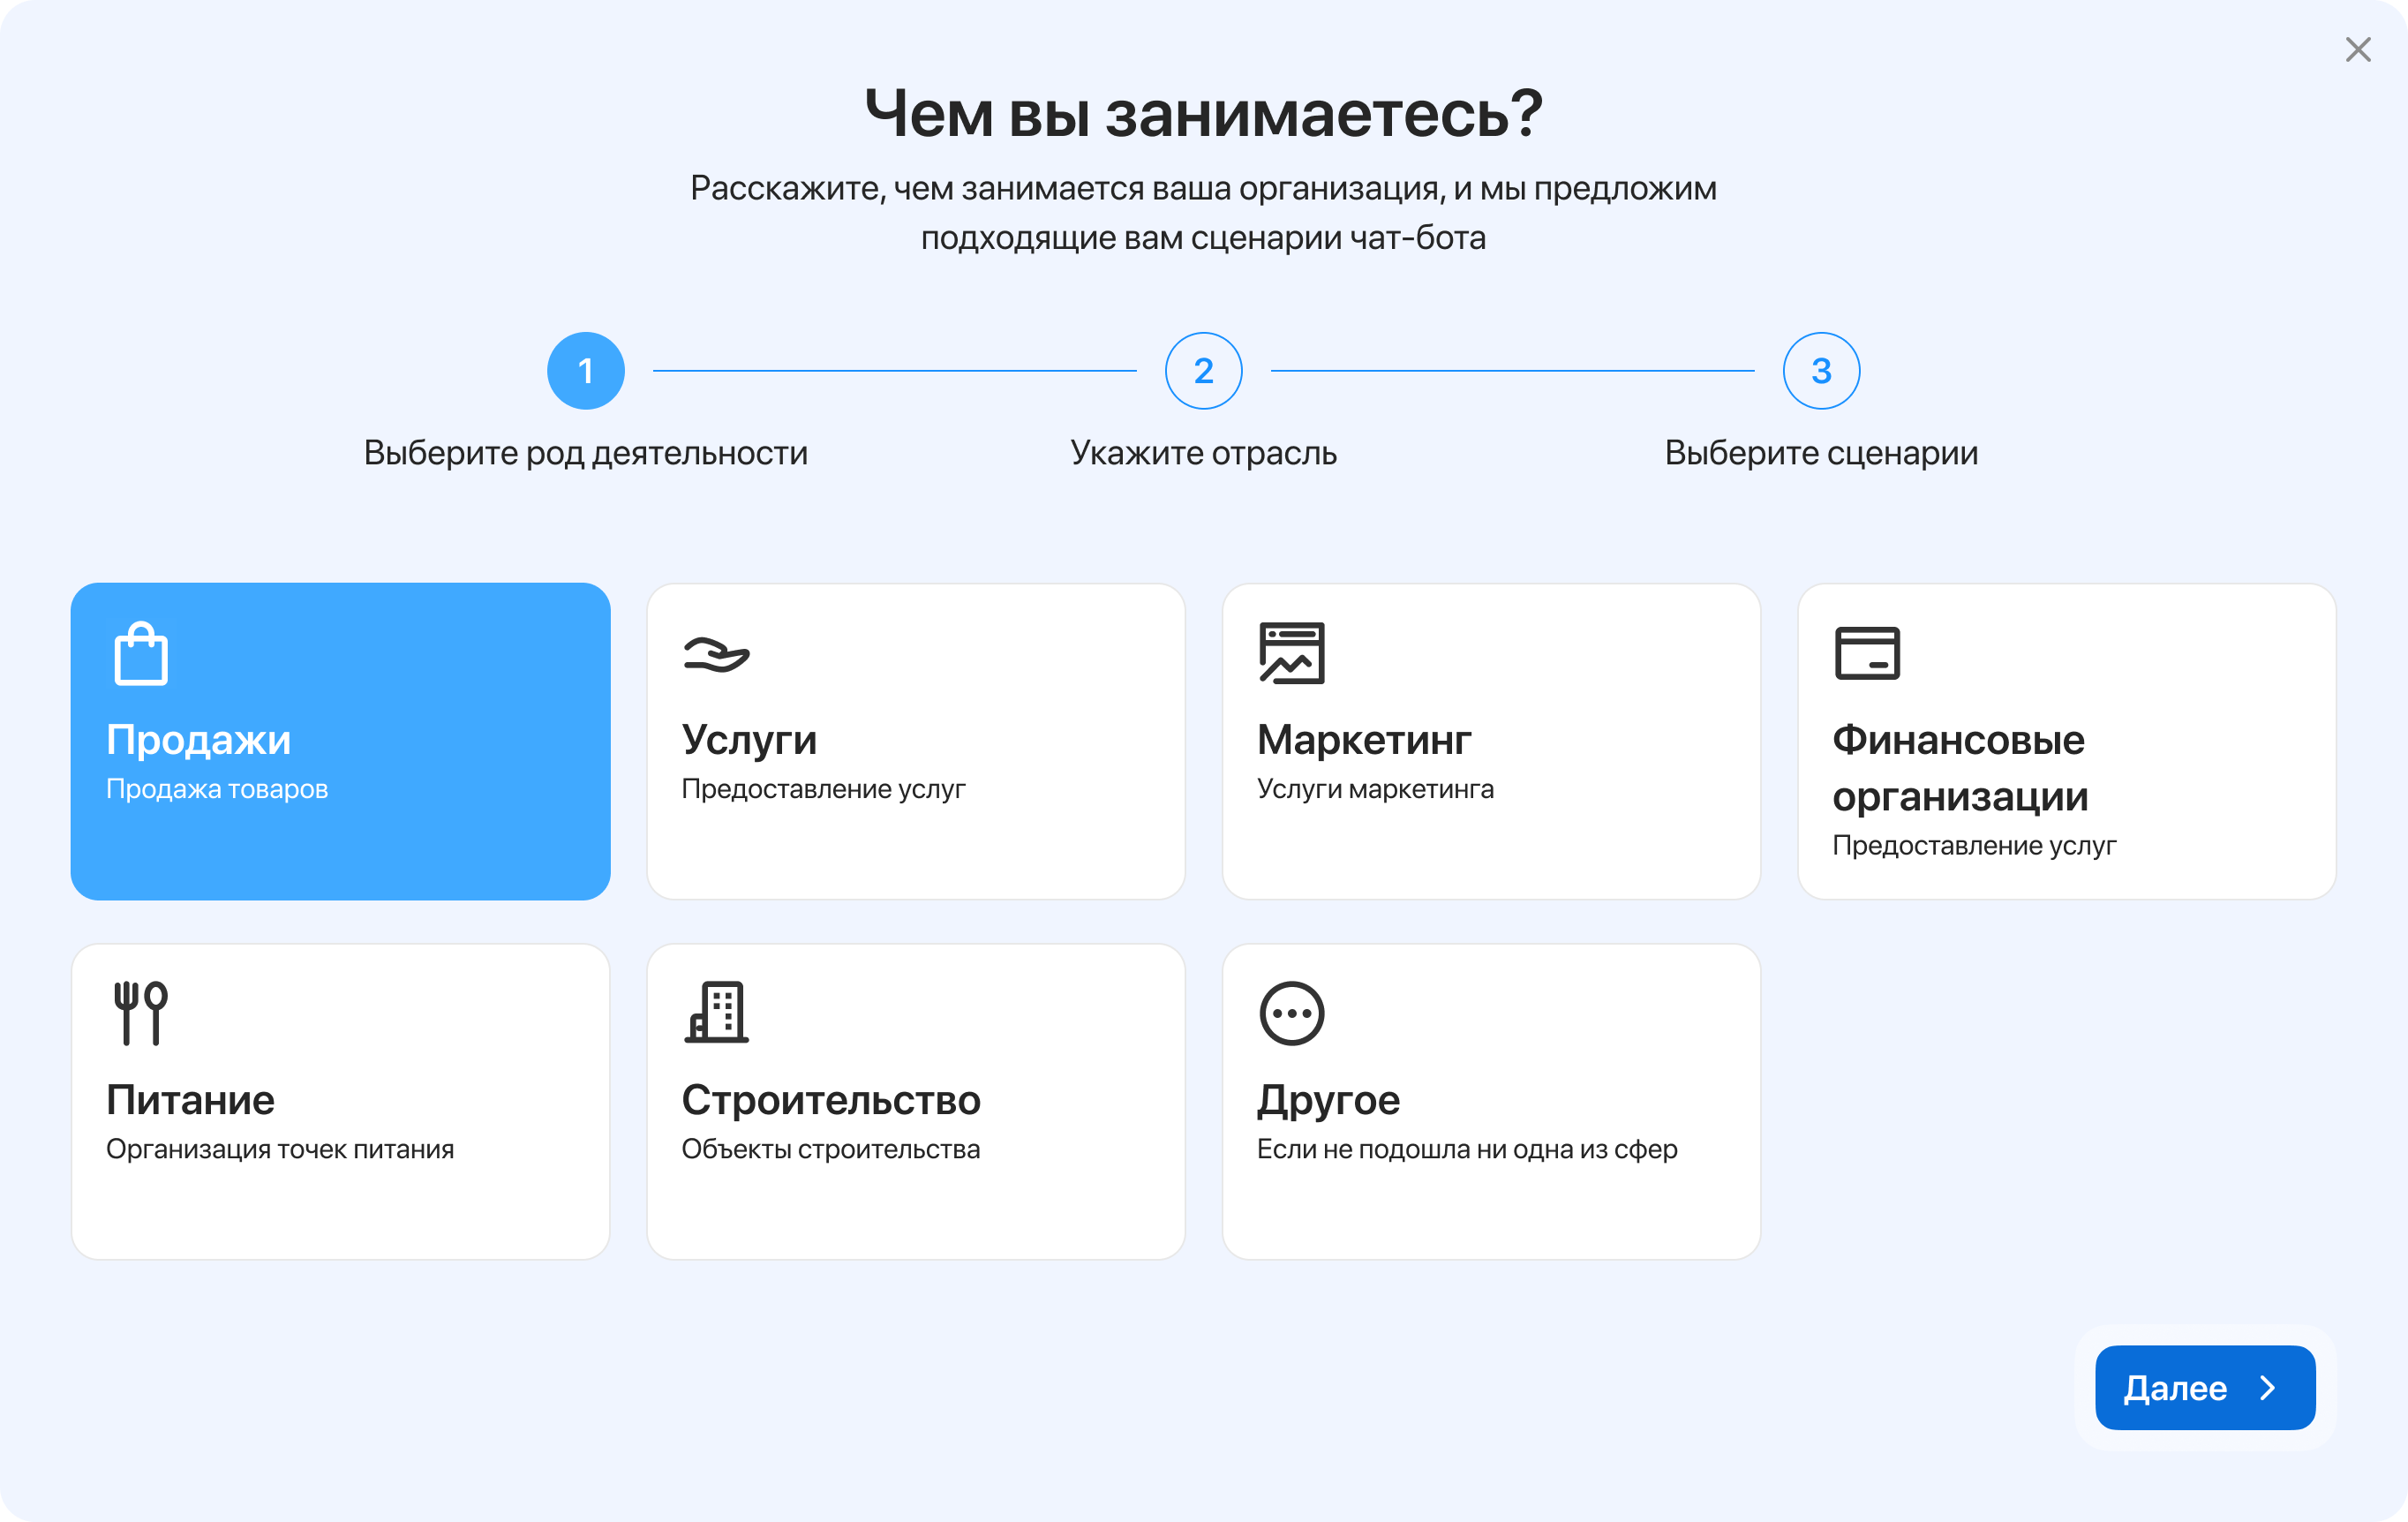 Чем вы занимаетесь?
Расскажите, чем занимается ваша организация, и мы предложим
подходящие вам сценарии чат-бота
1
2
3
Выберите род деятельности
Укажите отрасль
Выберите сценарии
Продажи
Продажа товаров
Услуги
Предоставление услуг
Маркетинг
Услуги маркетинга
Финансовые
организации
Предоставление услуг
Питание
Организация точек питания
Строительство
Объекты строительства
Другое
Если не подошла ни одна из сфер
Далее